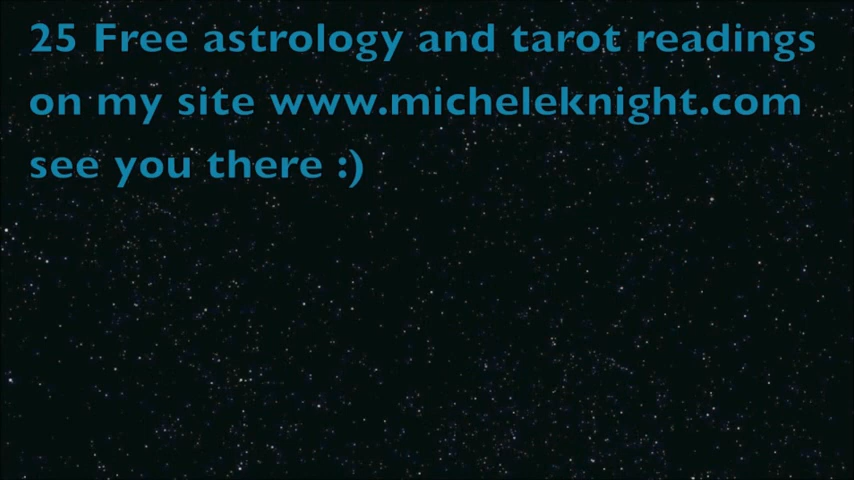 25 Free astrology and tarot readings
on my site www.micheleknight.com
see you there :)